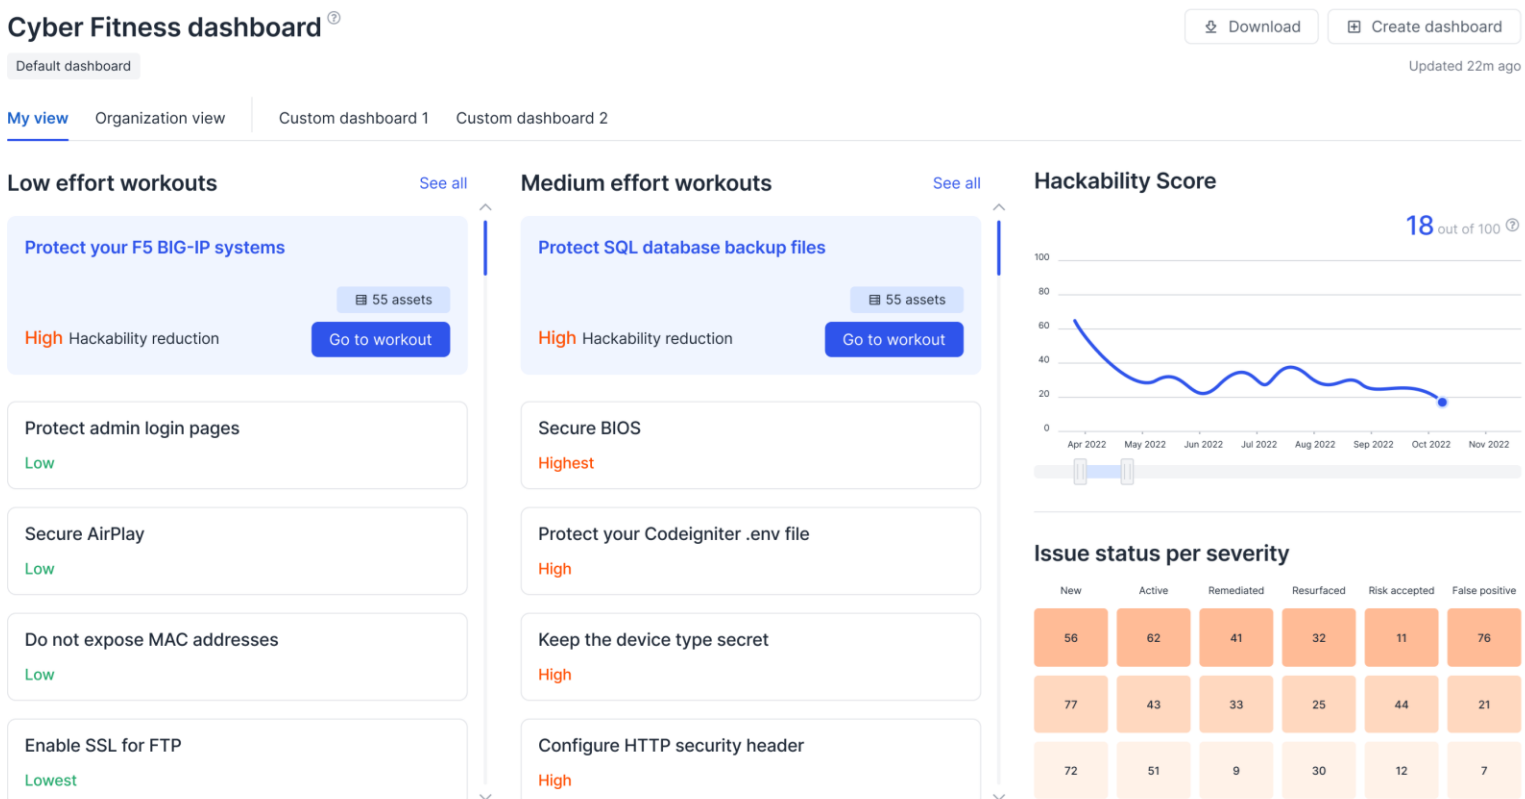 Cyber Fitness dashboard ?
Download
Create dashboard
Default dashboard
Updated 22m ago
My view
Organization view
Custom dashboard 1
Custom dashboard 2
Low effort workouts
See all
Protect your F5 BIG-IP systems
55 assets
High Hackability reduction
Go to workout
Protect admin login pages
Low
Secure AirPlay
Low
Do not expose MAC addresses
Low
Enable SSL for FTP
Lowest
Medium effort workouts
See all
Protect SQL database backup files
55 assets
High Hackability reduction
Go to workout
Secure BIOS
Highest
Protect your Codeigniter .env file
High
Keep the device type secret
High
Configure HTTP security header
High
Hackability Score
18 out of 100 ?
100
80
60
40
20
0
Apr 2022 May 2022 Jun 2022 Jul 2022 Aug 2022 Sep 2022 Oct 2022 Nov 2022
Issue status per severity
New Active Remediated Resurfaced Risk accepted False positive
56 62 41 32 11 76
77 43 33 25 44 21
72 51 9 30 12 7